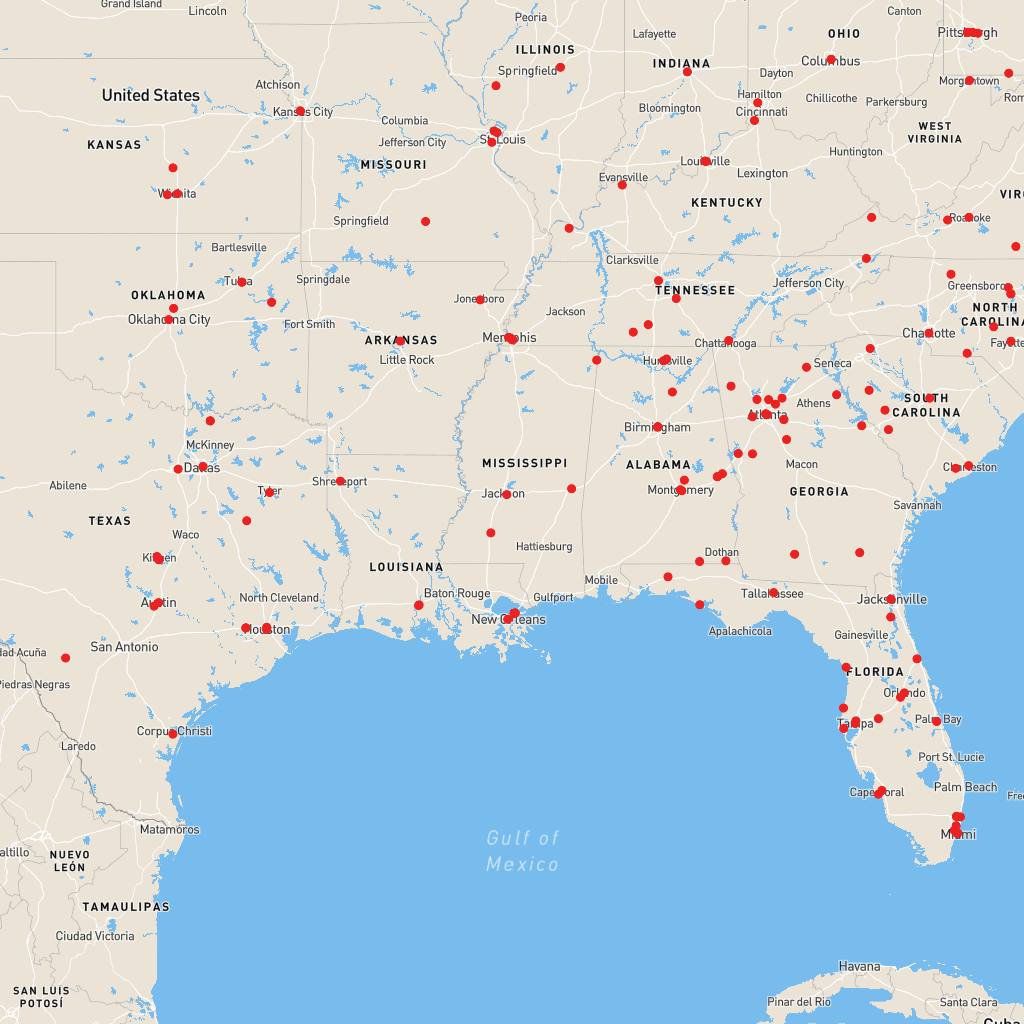 Grand Island
Lincoln
Peoria
Canton
Lafayette
OHIO
Pittsburgh
ILLINOIS
INDIANA
Columbus
Springfield
Dayton
Morgantown
Atchison
United States
Hamilton
Chillicothe
Parkersburg
Rom
Kansas City
Bloomington
Cincinnati
Columbia
WEST
VIRGINIA
KANSAS
Jefferson City
St. Louis
Huntington
MISSOURI
Louisville
Lexington
Evansville
Wichita
VIR
KENTUCKY
Springfield
Roanoke
Bartlesville
Clarksville
Tulsa
Springdale
Jefferson City
Greensboro
OKLAHOMA
TENNESSEE
Jonesboro
NORTH
CAROLINA
Oklahoma City
Fort Smith
Jackson
Charlotte
ARKANSAS
Memphis
Chattanooga
Faye
Little Rock
Huntsville
Seneca
SOUTH
CAROLINA
Athens
Atlanta
Birmingham
McKinney
Dallas
MISSISSIPPI
ALABAMA
Macon
Charleston
Abilene
Tyler
Shreveport
Jackson
Montgomery
GEORGIA
Savannah
TEXAS
Waco
Hattiesburg
Dothan
Killeen
LOUISIANA
Mobile
Austin
North Cleveland
Baton Rouge
Gulfport
Tallahassee
Jacksonville
New Orleans
Houston
Apalachicola
Gainesville
San Antonio
dad Acuña
FLORIDA
Piedras Negras
Orlando
Corpus Christi
Tampa
Palm Bay
Laredo
Port St. Lucie
Cape Coral
Palm Beach
Free
Matamoros
Gulf of
Mexico
Miami
altillo
NUEVO
LEÓN
TAMAULIPAS
Ciudad Victoria
Havana
SAN LUIS
POTOSÍ
Pinar del Rio
Santa Clara
Cuba